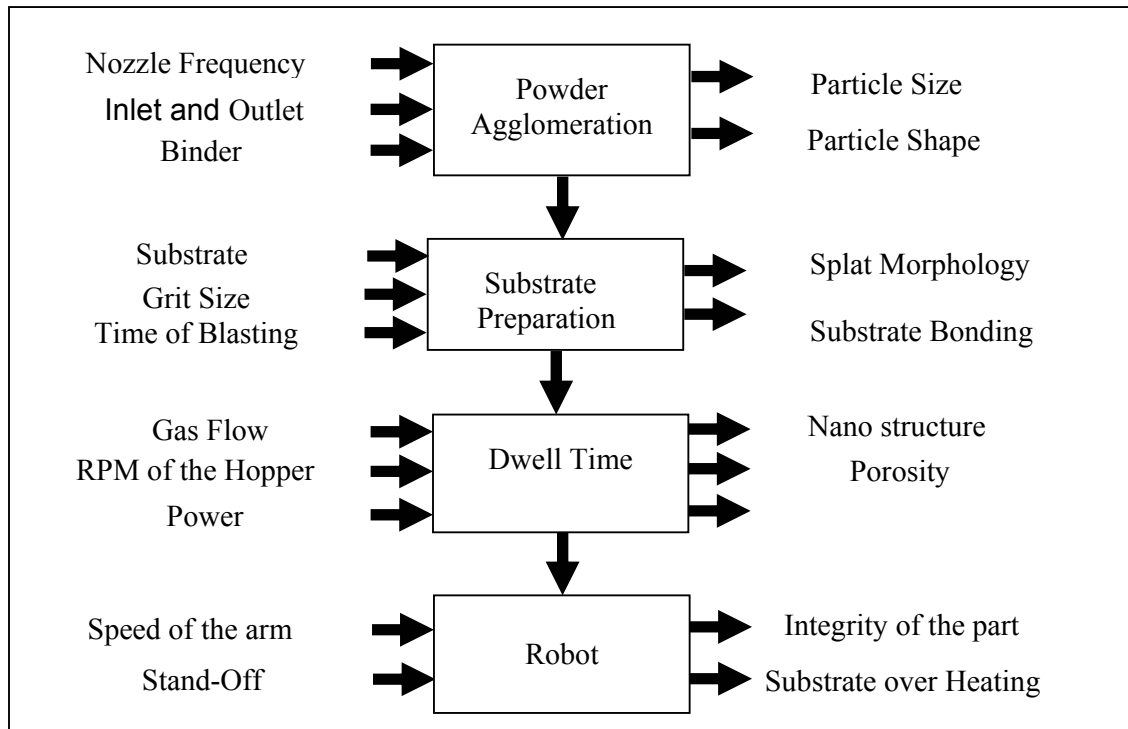 Nozzle Frequency
Inlet and Outlet
Binder
Powder
Agglomeration
Particle Size
Particle Shape
Substrate
Grit Size
Time of Blasting
Substrate
Preparation
Splat Morphology
Substrate Bonding
Gas Flow
RPM of the Hopper
Power
Dwell Time
Nano structure
Porosity
Speed of the arm
Stand-Off
Robot
Integrity of the part
Substrate over Heating